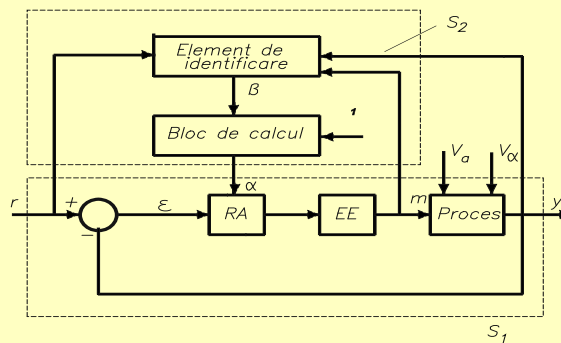 S2
Element de
identificare
β
1
Bloc de calcul
α
Va
Vα
r
+
ε
RA
EE
m
Proces
y
−
S1